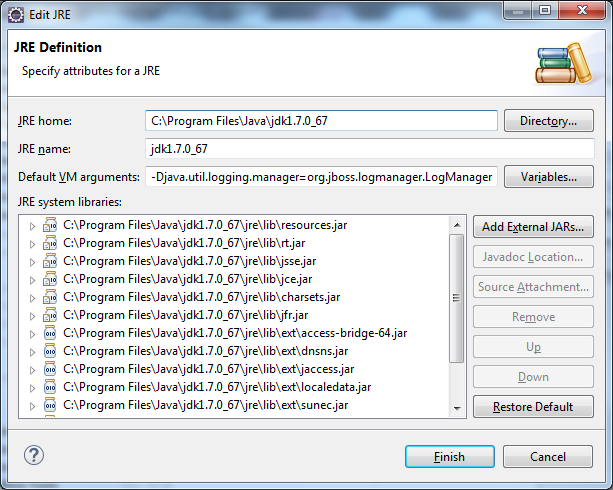 Edit JRE
JRE Definition
Specify attributes for a JRE
JRE home:
C:\Program Files\Java\jdk1.7.0_67
Directory...
JRE name:
jdk1.7.0_67
Default VM arguments:
-Djava.util.logging.manager=org.jboss.logmanager.LogManager
Variables...
JRE system libraries:
C:\Program Files\Java\jdk1.7.0_67\jre\lib\resources.jar
C:\Program Files\Java\jdk1.7.0_67\jre\lib\rt.jar
C:\Program Files\Java\jdk1.7.0_67\jre\lib\jsse.jar
C:\Program Files\Java\jdk1.7.0_67\jre\lib\jce.jar
C:\Program Files\Java\jdk1.7.0_67\jre\lib\charsets.jar
C:\Program Files\Java\jdk1.7.0_67\jre\lib\jfr.jar
C:\Program Files\Java\jdk1.7.0_67\jre\lib\ext\access-bridge-64.jar
C:\Program Files\Java\jdk1.7.0_67\jre\lib\ext\dnsns.jar
C:\Program Files\Java\jdk1.7.0_67\jre\lib\ext\jaccess.jar
C:\Program Files\Java\jdk1.7.0_67\jre\lib\ext\localedata.jar
C:\Program Files\Java\jdk1.7.0_67\jre\lib\ext\sunec.jar
Add External JARs...
Javadoc Location...
Source Attachment...
Remove
Up
Down
Restore Default
?
Finish
Cancel